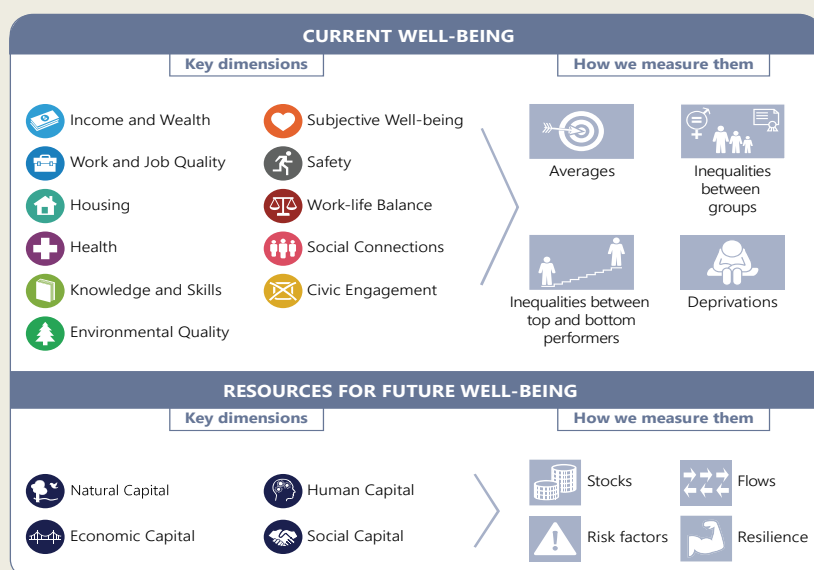 CURRENT WELL-BEING
Key dimensions
How we measure them
Income and Wealth
Work and Job Quality
Housing
Health
Knowledge and Skills
Environmental Quality
Subjective Well-being
Safety
Work-life Balance
Social Connections
Civic Engagement
Averages
Inequalities
between
groups
Inequalities between
top and bottom
performers
Deprivations
RESOURCES FOR FUTURE WELL-BEING
Key dimensions
How we measure them
Natural Capital
Economic Capital
Human Capital
Social Capital
Stocks
Flows
Risk factors
Resilience